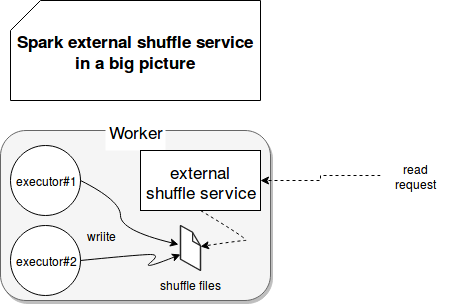 Spark external shuffle service
in a big picture
Worker
executor#1
external
shuffle service
read
request
wriite
executor#2
shuffle files